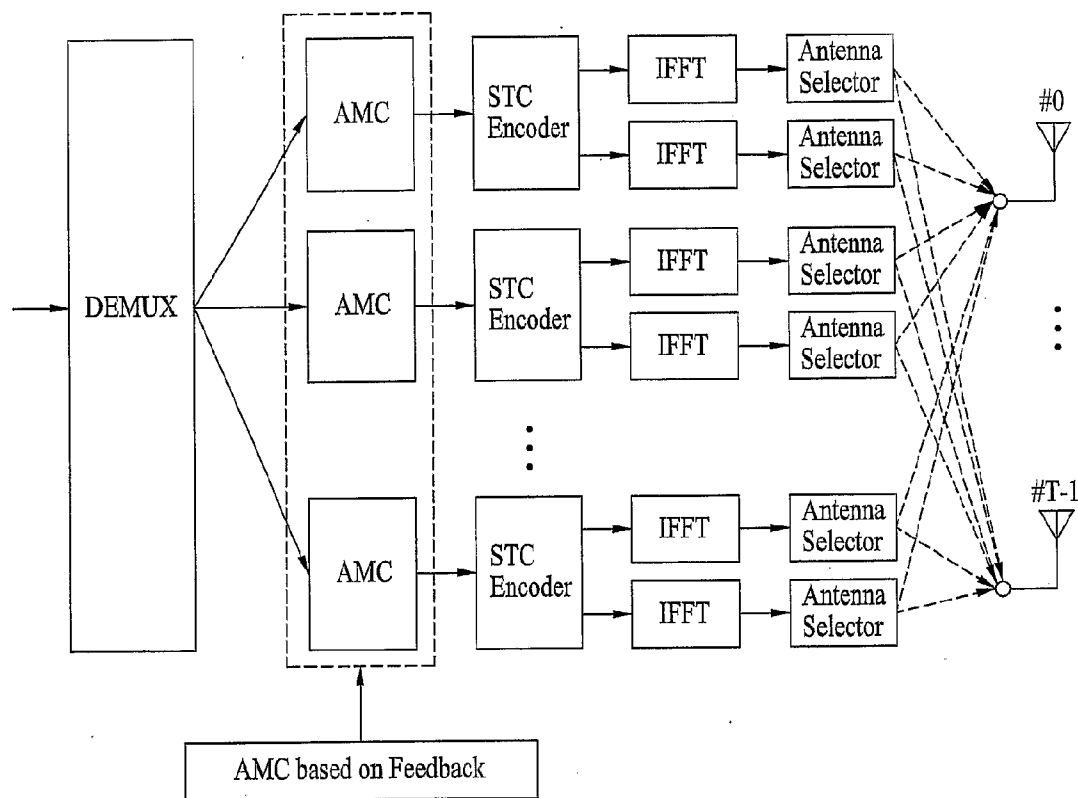 DEMUX
AMC
STC
Encoder
IFFT
Antenna
Selector
IFFT
Antenna
Selector
#0
AMC
STC
Encoder
IFFT
Antenna
Selector
IFFT
Antenna
Selector
AMC
STC
Encoder
IFFT
Antenna
Selector
IFFT
Antenna
Selector
#T-1
AMC based on Feedback